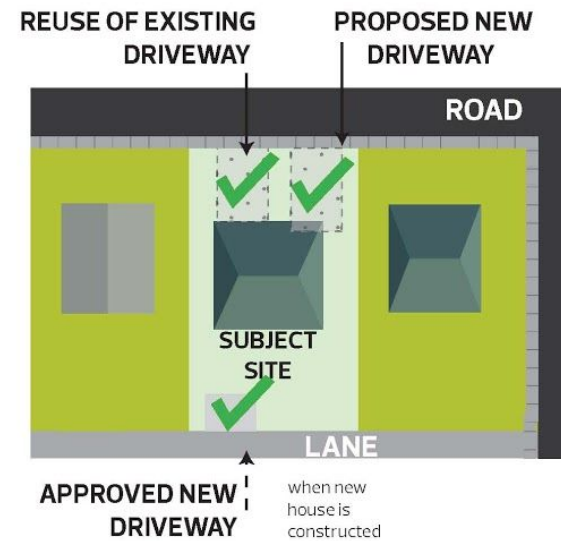 REUSE OF EXISTING
DRIVEWAY
PROPOSED NEW
DRIVEWAY
ROAD
SUBJECT
SITE
LANE
APPROVED NEW
DRIVEWAY
when new
house is
constructed